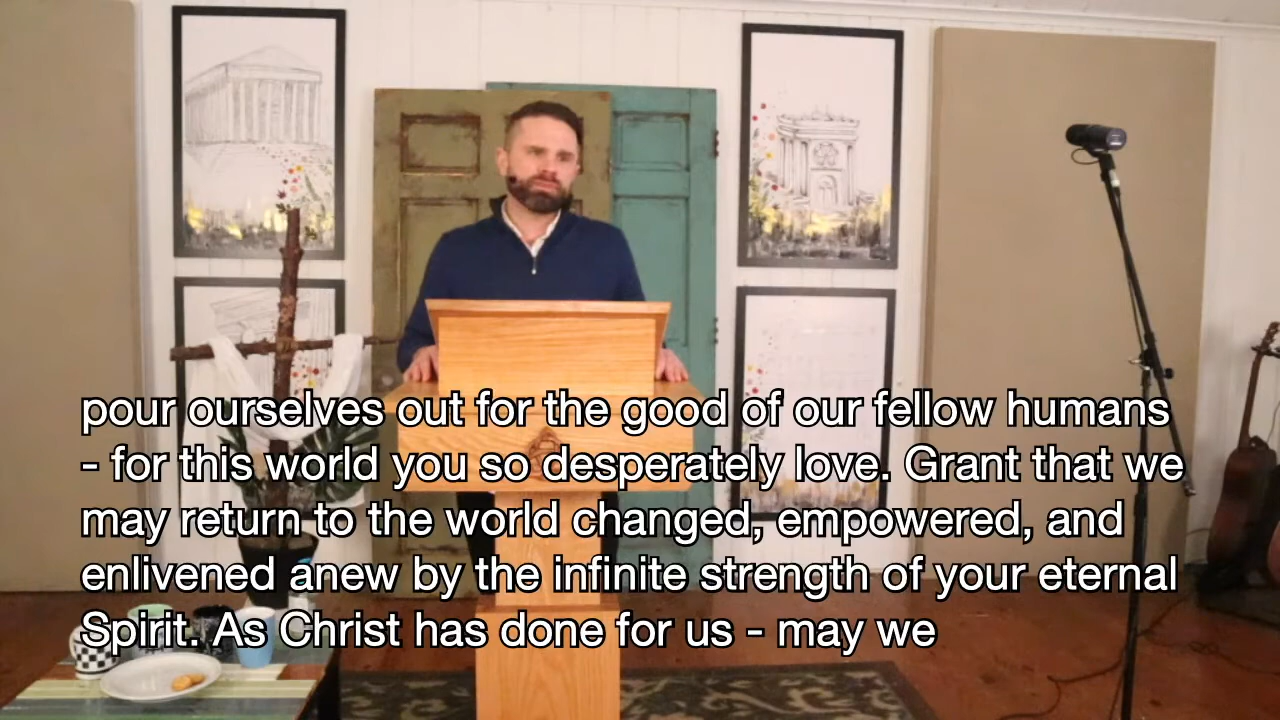 pour ourselves out for the good of our fellow humans
- for this world you so desperately love. Grant that we
may return to the world changed, empowered, and
enlivened anew by the infinite strength of your eternal
Spirit. As Christ has done for us - may we